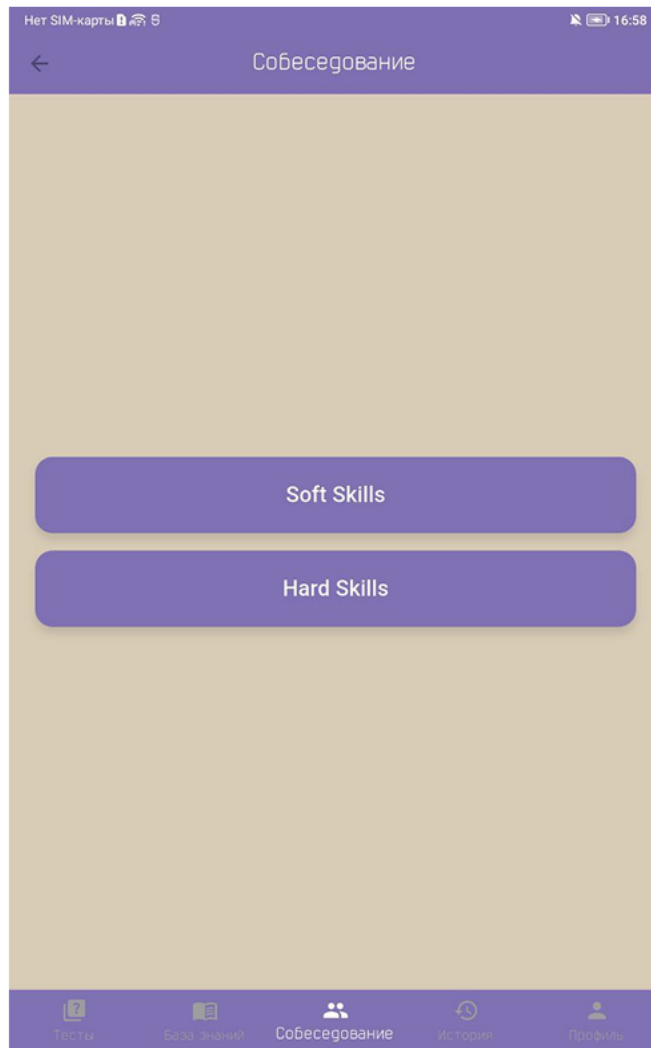 Нет SIM-карты 16:58
Собеседование
Soft Skills
Hard Skills
Тесты База знаний Собеседование История Профиль